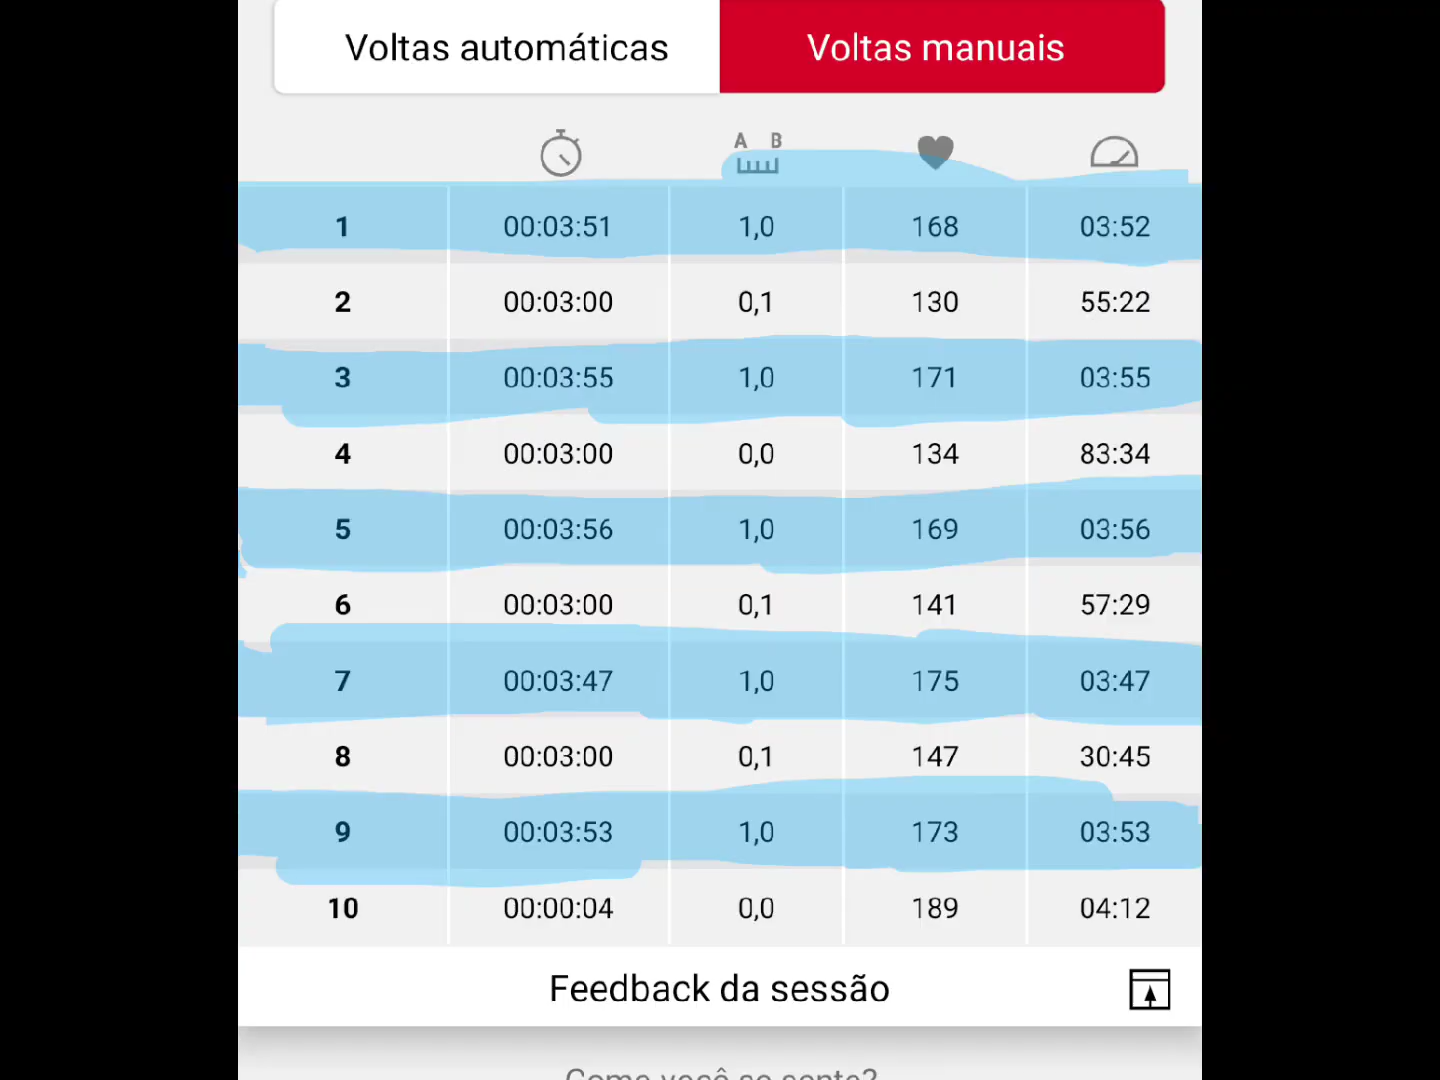 Voltas automáticas Voltas manuais
A B
1 00:03:51 1,0 168 03:52
2 00:03:00 0,1 130 55:22
3 00:03:55 1,0 171 03:55
4 00:03:00 0,0 134 83:34
5 00:03:56 1,0 169 03:56
6 00:03:00 0,1 141 57:29
7 00:03:47 1,0 175 03:47
8 00:03:00 0,1 147 30:45
9 00:03:53 1,0 173 03:53
10 00:00:04 0,0 189 04:12
Feedback da sessão
Como você se sente?